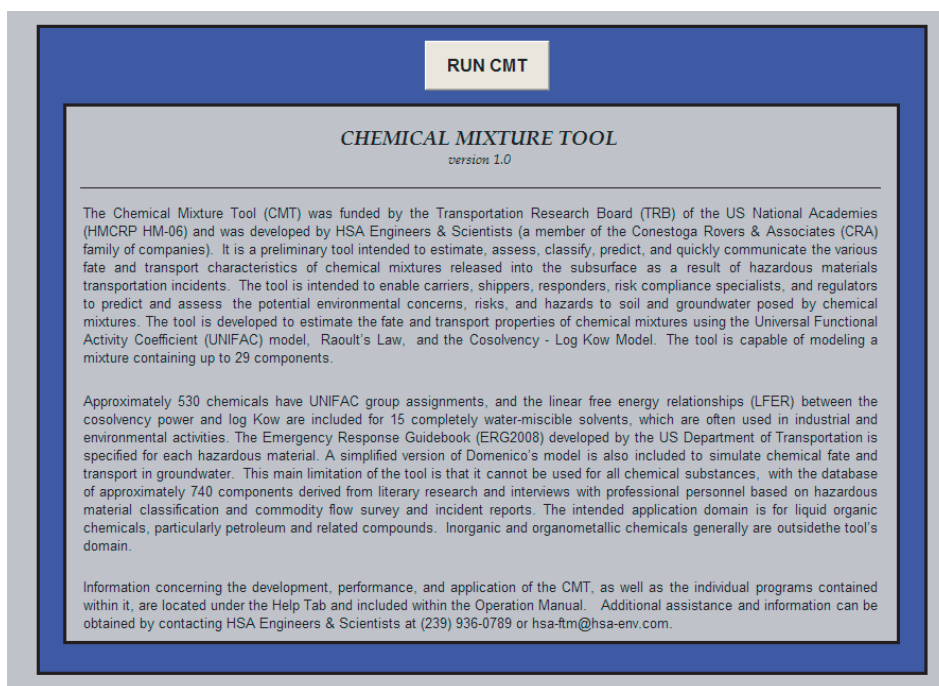 RUN CMT
CHEMICAL MIXTURE TOOL
version 1.0
The Chemical Mixture Tool (CMT) was funded by the Transportation Research Board (TRB) of the US National Academies
(HMCRP HM-06) and was developed by HSA Engineers & Scientists (a member of the Conestoga Rovers & Associates (CRA)
family of companies). It is a preliminary tool intended to estimate, assess, classify, predict, and quickly communicate the various
fate and transport characteristics of chemical mixtures released into the subsurface as a result of hazardous materials
transportation incidents. The tool is intended to enable carriers, shippers, responders, risk compliance specialists, and regulators
to predict and assess the potential environmental concerns, risks, and hazards to soil and groundwater posed by chemical
mixtures. The tool is developed to estimate the fate and transport properties of chemical mixtures using the Universal Functional
Activity Coefficient (UNIFAC) model, Raoult's Law, and the Cosolvency - Log Kow Model. The tool is capable of modeling a
mixture containing up to 29 components.
Approximately 530 chemicals have UNIFAC group assignments, and the linear free energy relationships (LFER) between the
cosolvency power and log Kow are included for 15 completely water-miscible solvents, which are often used in industrial and
environmental activities. The Emergency Response Guidebook (ERG2008) developed by the US Department of Transportation is
specified for each hazardous material. A simplified version of Domenico's model is also included to simulate chemical fate and
transport in groundwater. This main limitation of the tool is that it cannot be used for all chemical substances, with the database
of approximately 740 components derived from literary research and interviews with professional personnel based on hazardous
material classification and commodity flow survey and incident reports. The intended application domain is for liquid organic
chemicals, particularly petroleum and related compounds. Inorganic and organometallic chemicals generally are outsidethe tool's
domain.
Information concerning the development, performance, and application of the CMT, as well as the individual programs contained
within it, are located under the Help Tab and included within the Operation Manual. Additional assistance and information can be
obtained by contacting HSA Engineers & Scientists at (239) 936-0789 or hsa-ftm@hsa-env.com.